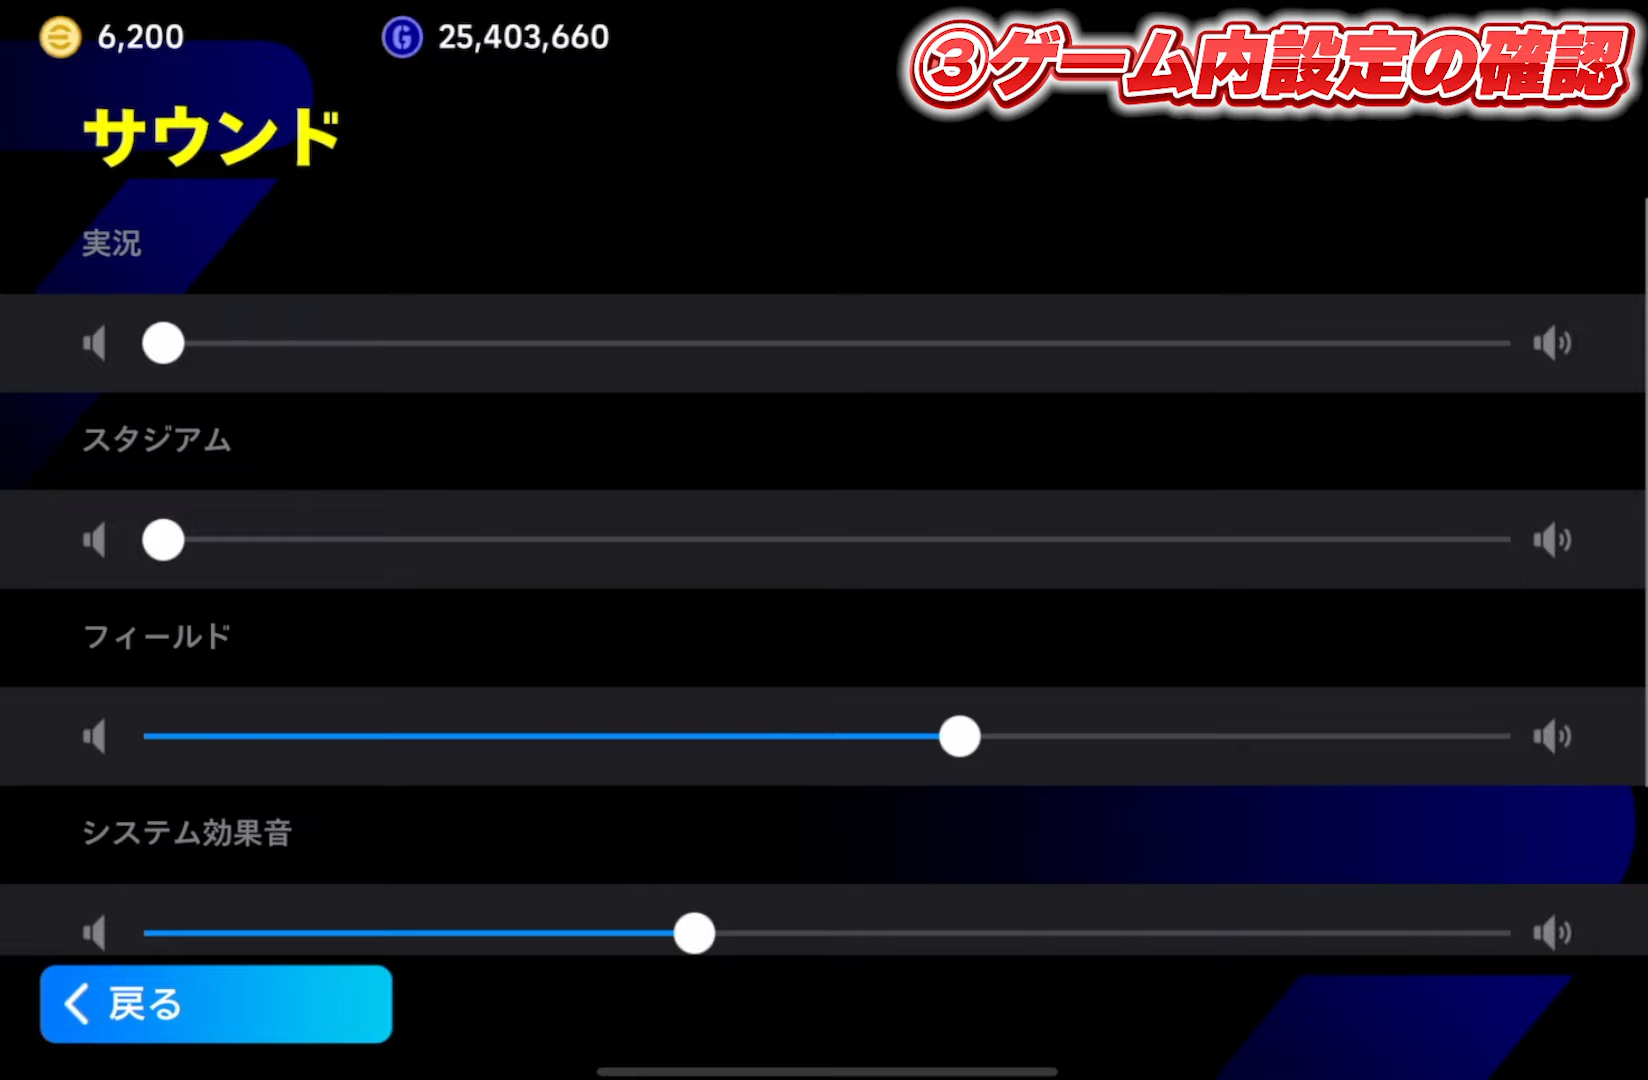 6,200
25,403,660
③ゲーム内設定の確認
サウンド
実況
スタジアム
フィールド
システム効果音
戻る